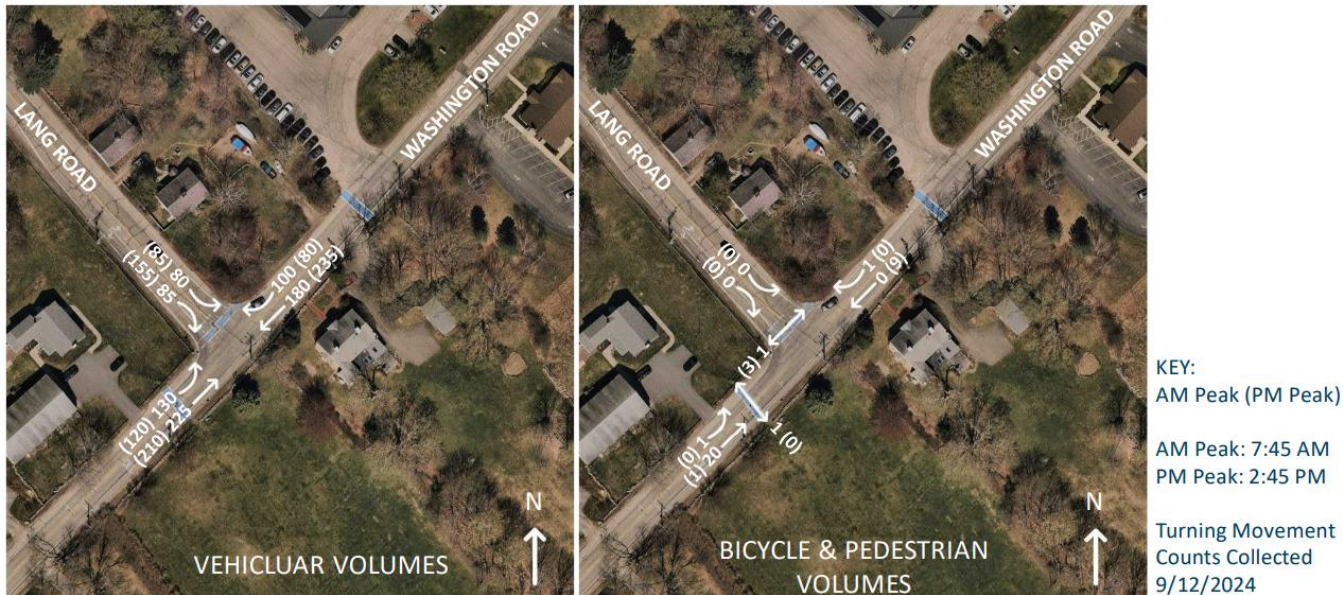 LANG ROAD
WASHINGTON ROAD
(85) 80
(155) 85
100 (80)
180 (235)
(120) 130
(210) 225
N
VEHICLUAR VOLUMES
LANG ROAD
WASHINGTON ROAD
(0) 0
(0) 0
1 (0)
0 (9)
(3) 1
1 (0)
(0) 1
(1) 20
N
BICYCLE & PEDESTRIAN
VOLUMES
KEY:
AM Peak (PM Peak)
AM Peak: 7:45 AM
PM Peak: 2:45 PM
Turning Movement
Counts Collected
9/12/2024